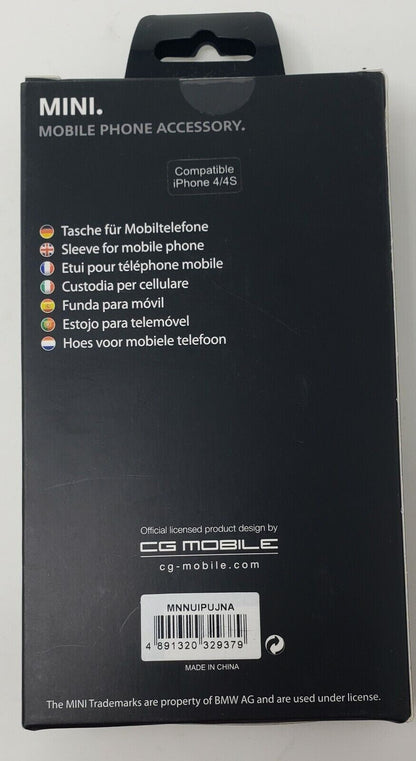 MINI.
MOBILE PHONE ACCESSORY.
Compatible
iPhone 4/4S
Tasche für Mobiltelefone
Sleeve for mobile phone
Etui pour téléphone mobile
Custodia per cellulare
Funda para móvil
Estojo para telemóvel
Hoes voor mobiele telefoon
Official licensed product design by
CG MOBILE
cg-mobile.com
MNNUIPUJNA
4 891320 329379
MADE IN CHINA
The MINI Trademarks are property of BMW AG and are used under license.